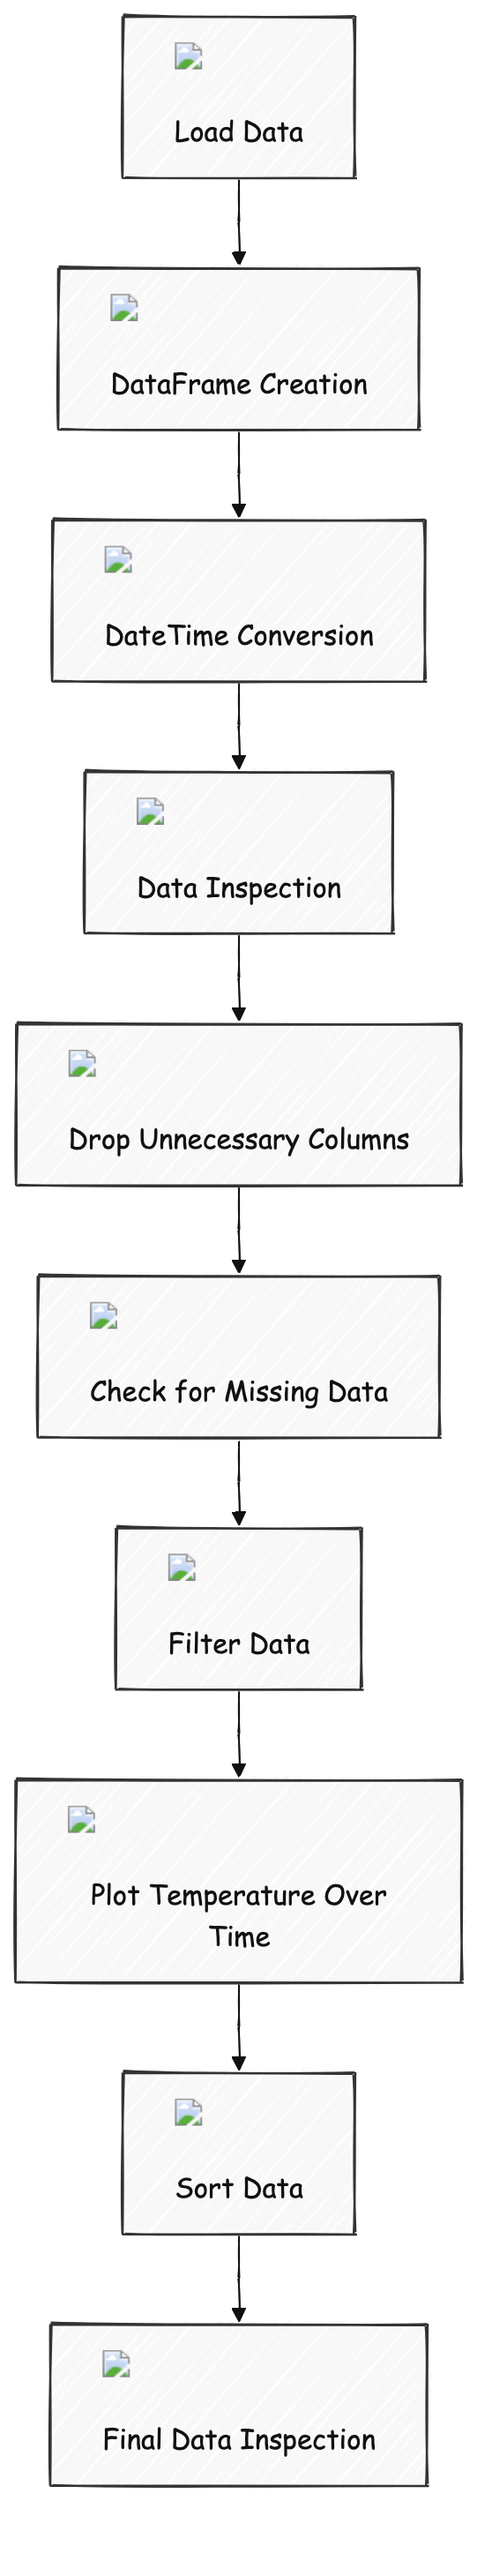 Load Data
DataFrame Creation
DateTime Conversion
Data Inspection
Drop Unnecessary Columns
Check for Missing Data
Filter Data
Plot Temperature Over
Time
Sort Data
Final Data Inspection